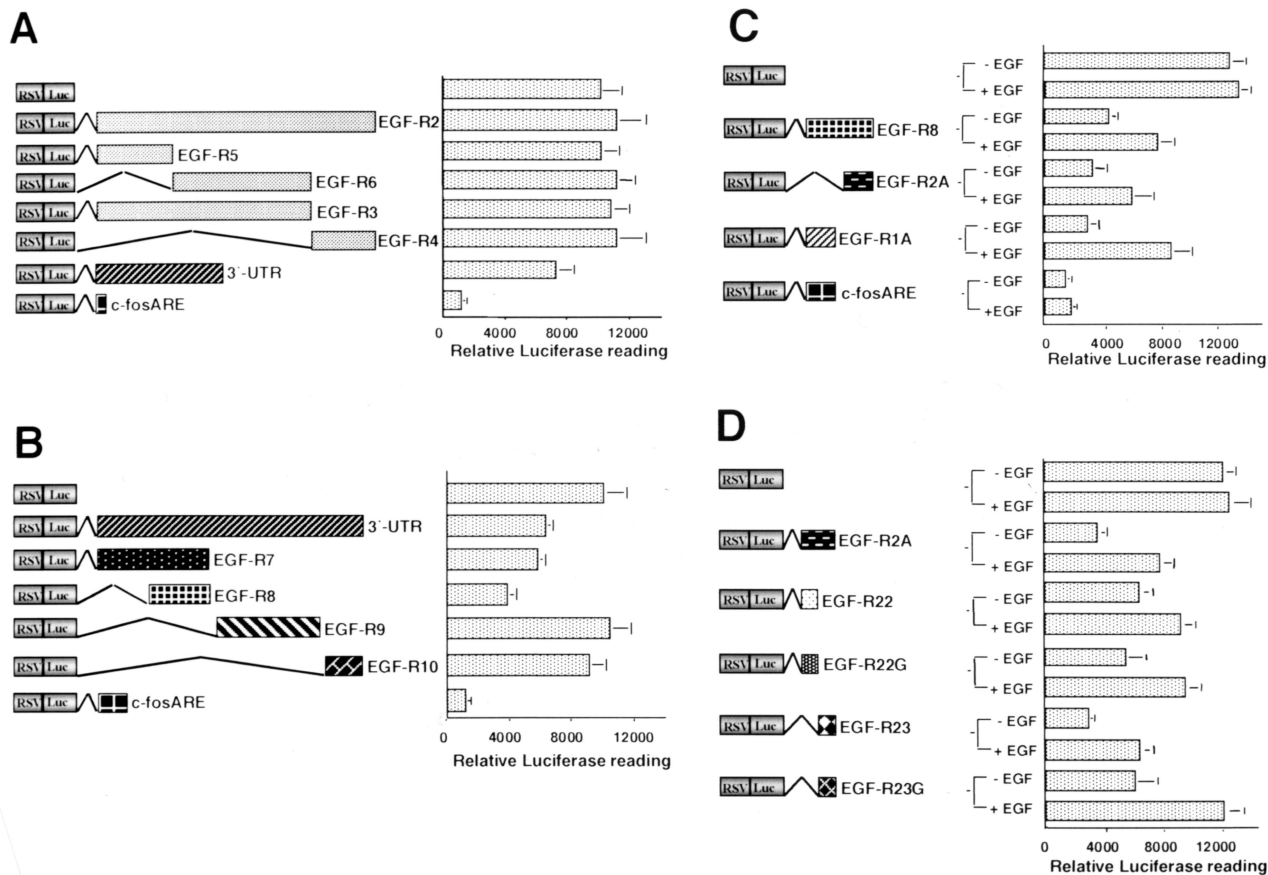 A
RSV Luc
RSV Luc EGF-R2
RSV Luc EGF-R5
RSV Luc EGF-R6
RSV Luc EGF-R3
RSV Luc EGF-R4
RSV Luc 3`-UTR
RSV Luc c-fosARE
0 4000 8000 12000
Relative Luciferase reading
B
RSV Luc
RSV Luc 3`-UTR
RSV Luc EGF-R7
RSV Luc EGF-R8
RSV Luc EGF-R9
RSV Luc EGF-R10
RSV Luc c-fosARE
0 4000 8000 12000
Relative Luciferase reading
C
- EGF
RSV Luc
+ EGF
- EGF
RSV Luc EGF-R8
+ EGF
- EGF
RSV Luc EGF-R2A
+ EGF
- EGF
RSV Luc EGF-R1A
+ EGF
- EGF
RSV Luc c-fosARE
+EGF
0 4000 8000 12000
Relative Luciferase reading
D
- EGF
RSV Luc
+ EGF
- EGF
RSV Luc EGF-R2A
+ EGF
- EGF
RSV Luc EGF-R22
+ EGF
- EGF
RSV Luc EGF-R22G
+ EGF
- EGF
RSV Luc EGF-R23
+ EGF
- EGF
RSV Luc EGF-R23G
+ EGF
0 4000 8000 12000
Relative Luciferase reading